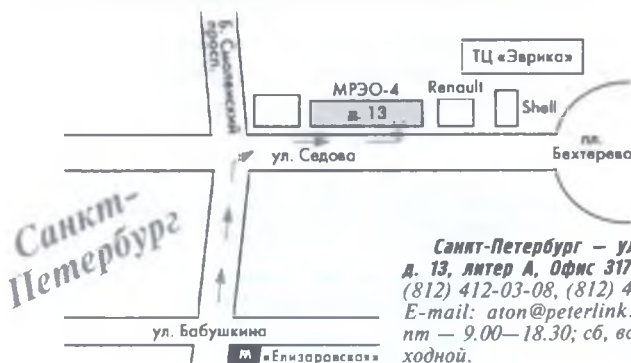 Б. Смоленский
просп.
ТЦ «Эврика»
МРЭО-4
Renault
д. 13
Shell
ул. Седова
пл.
Бехтерева
Санкт-
Петербург
Санкт-Петербург — ул
д. 13, литер А, Офис 317
(812) 412-03-08, (812) 4
E-mail: aton@peterlink.
пт — 9.00—18.30; сб, вс
ходной.
ул. Бабушкина
М «Елизаровская»